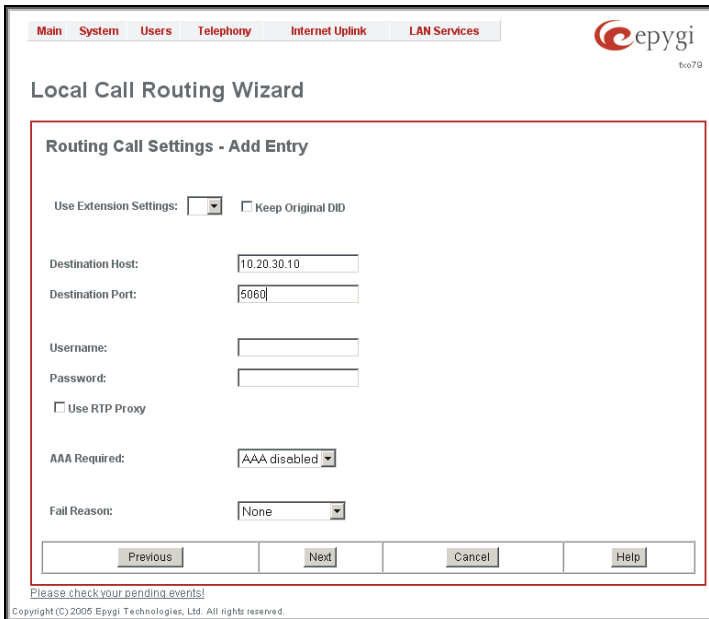 Main System Users Telephony Internet Uplink LAN Services
epygi
fxo79
Local Call Routing Wizard
Routing Call Settings - Add Entry
Use Extension Settings: Keep Original DID
Destination Host: 10.20.30.10
Destination Port: 5060
Username:
Password:
Use RTP Proxy
AAA Required: AAA disabled
Fail Reason: None
Previous Next Cancel Help
Please check your pending events!
Copyright (C) 2005 Epygi Technologies, Ltd. All rights reserved.